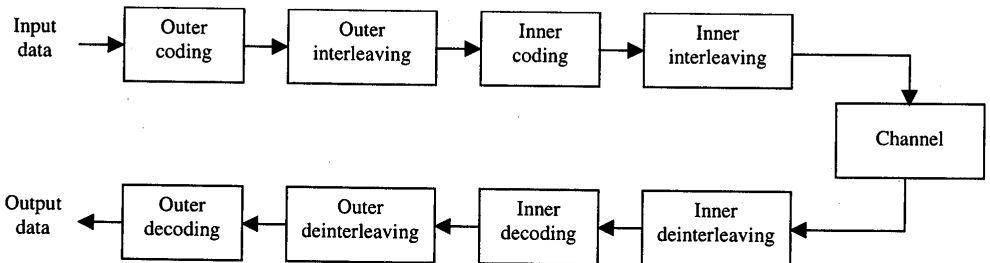 Input
data
Outer
coding
Outer
interleaving
Inner
coding
Inner
interleaving
Channel
Output
data
Outer
decoding
Outer
deinterleaving
Inner
decoding
Inner
deinterleaving